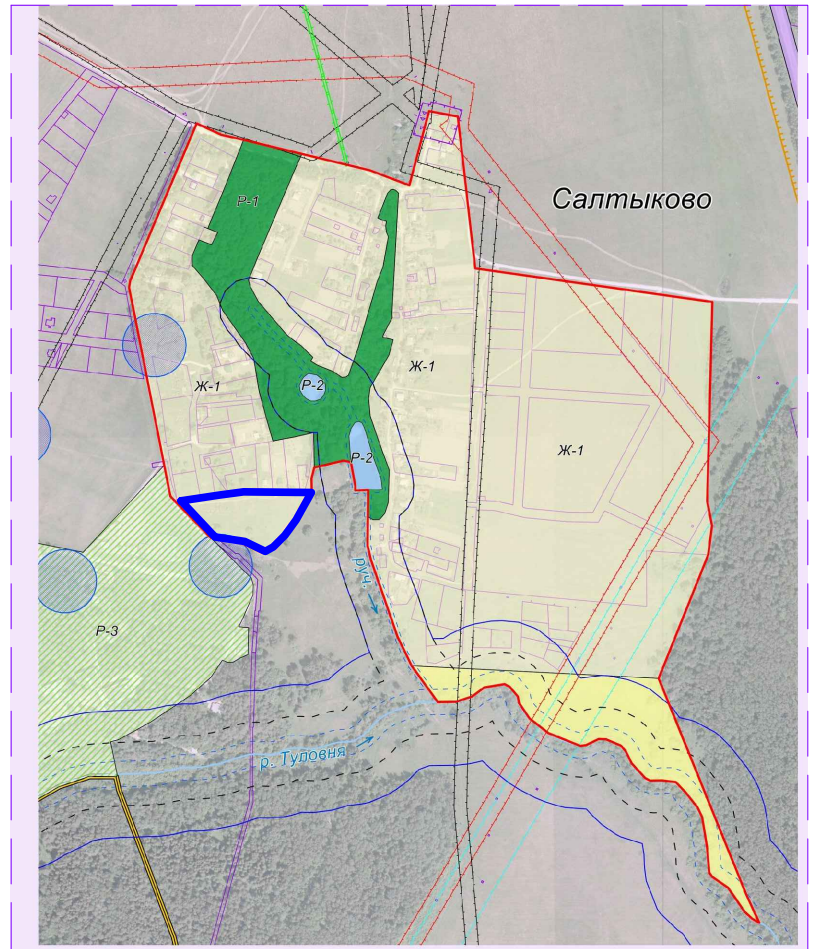 Р-1
Салтыково
Ж-1
Р-2
Ж-1
Р-2
Ж-1
руч.
Р-3
р. Туловня